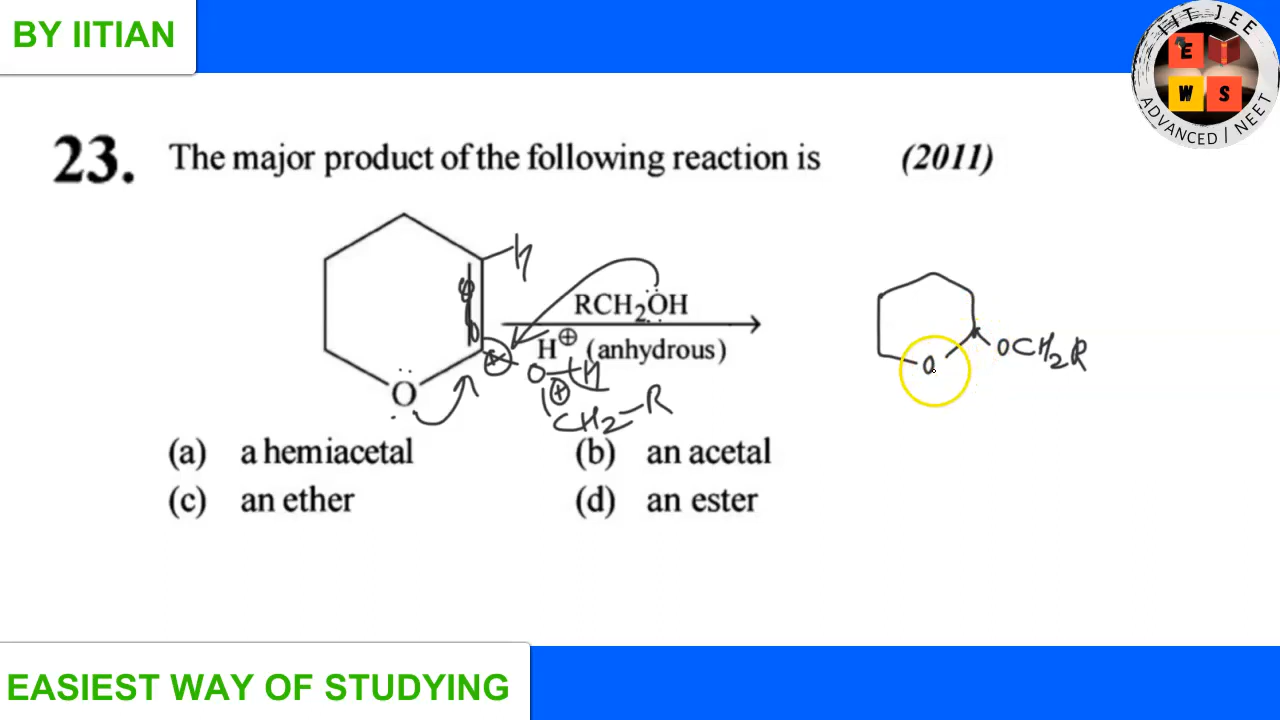 BY IITIAN
IIT JEE
E
W S
ADVANCED / NEET
23. The major product of the following reaction is (2011)
H
RCH₂OH
H⊕ (anhydrous)
O
O H
⊕
CH₂-R
O
OCH₂R
(a) a hemiacetal (b) an acetal
(c) an ether (d) an ester
EASIEST WAY OF STUDYING